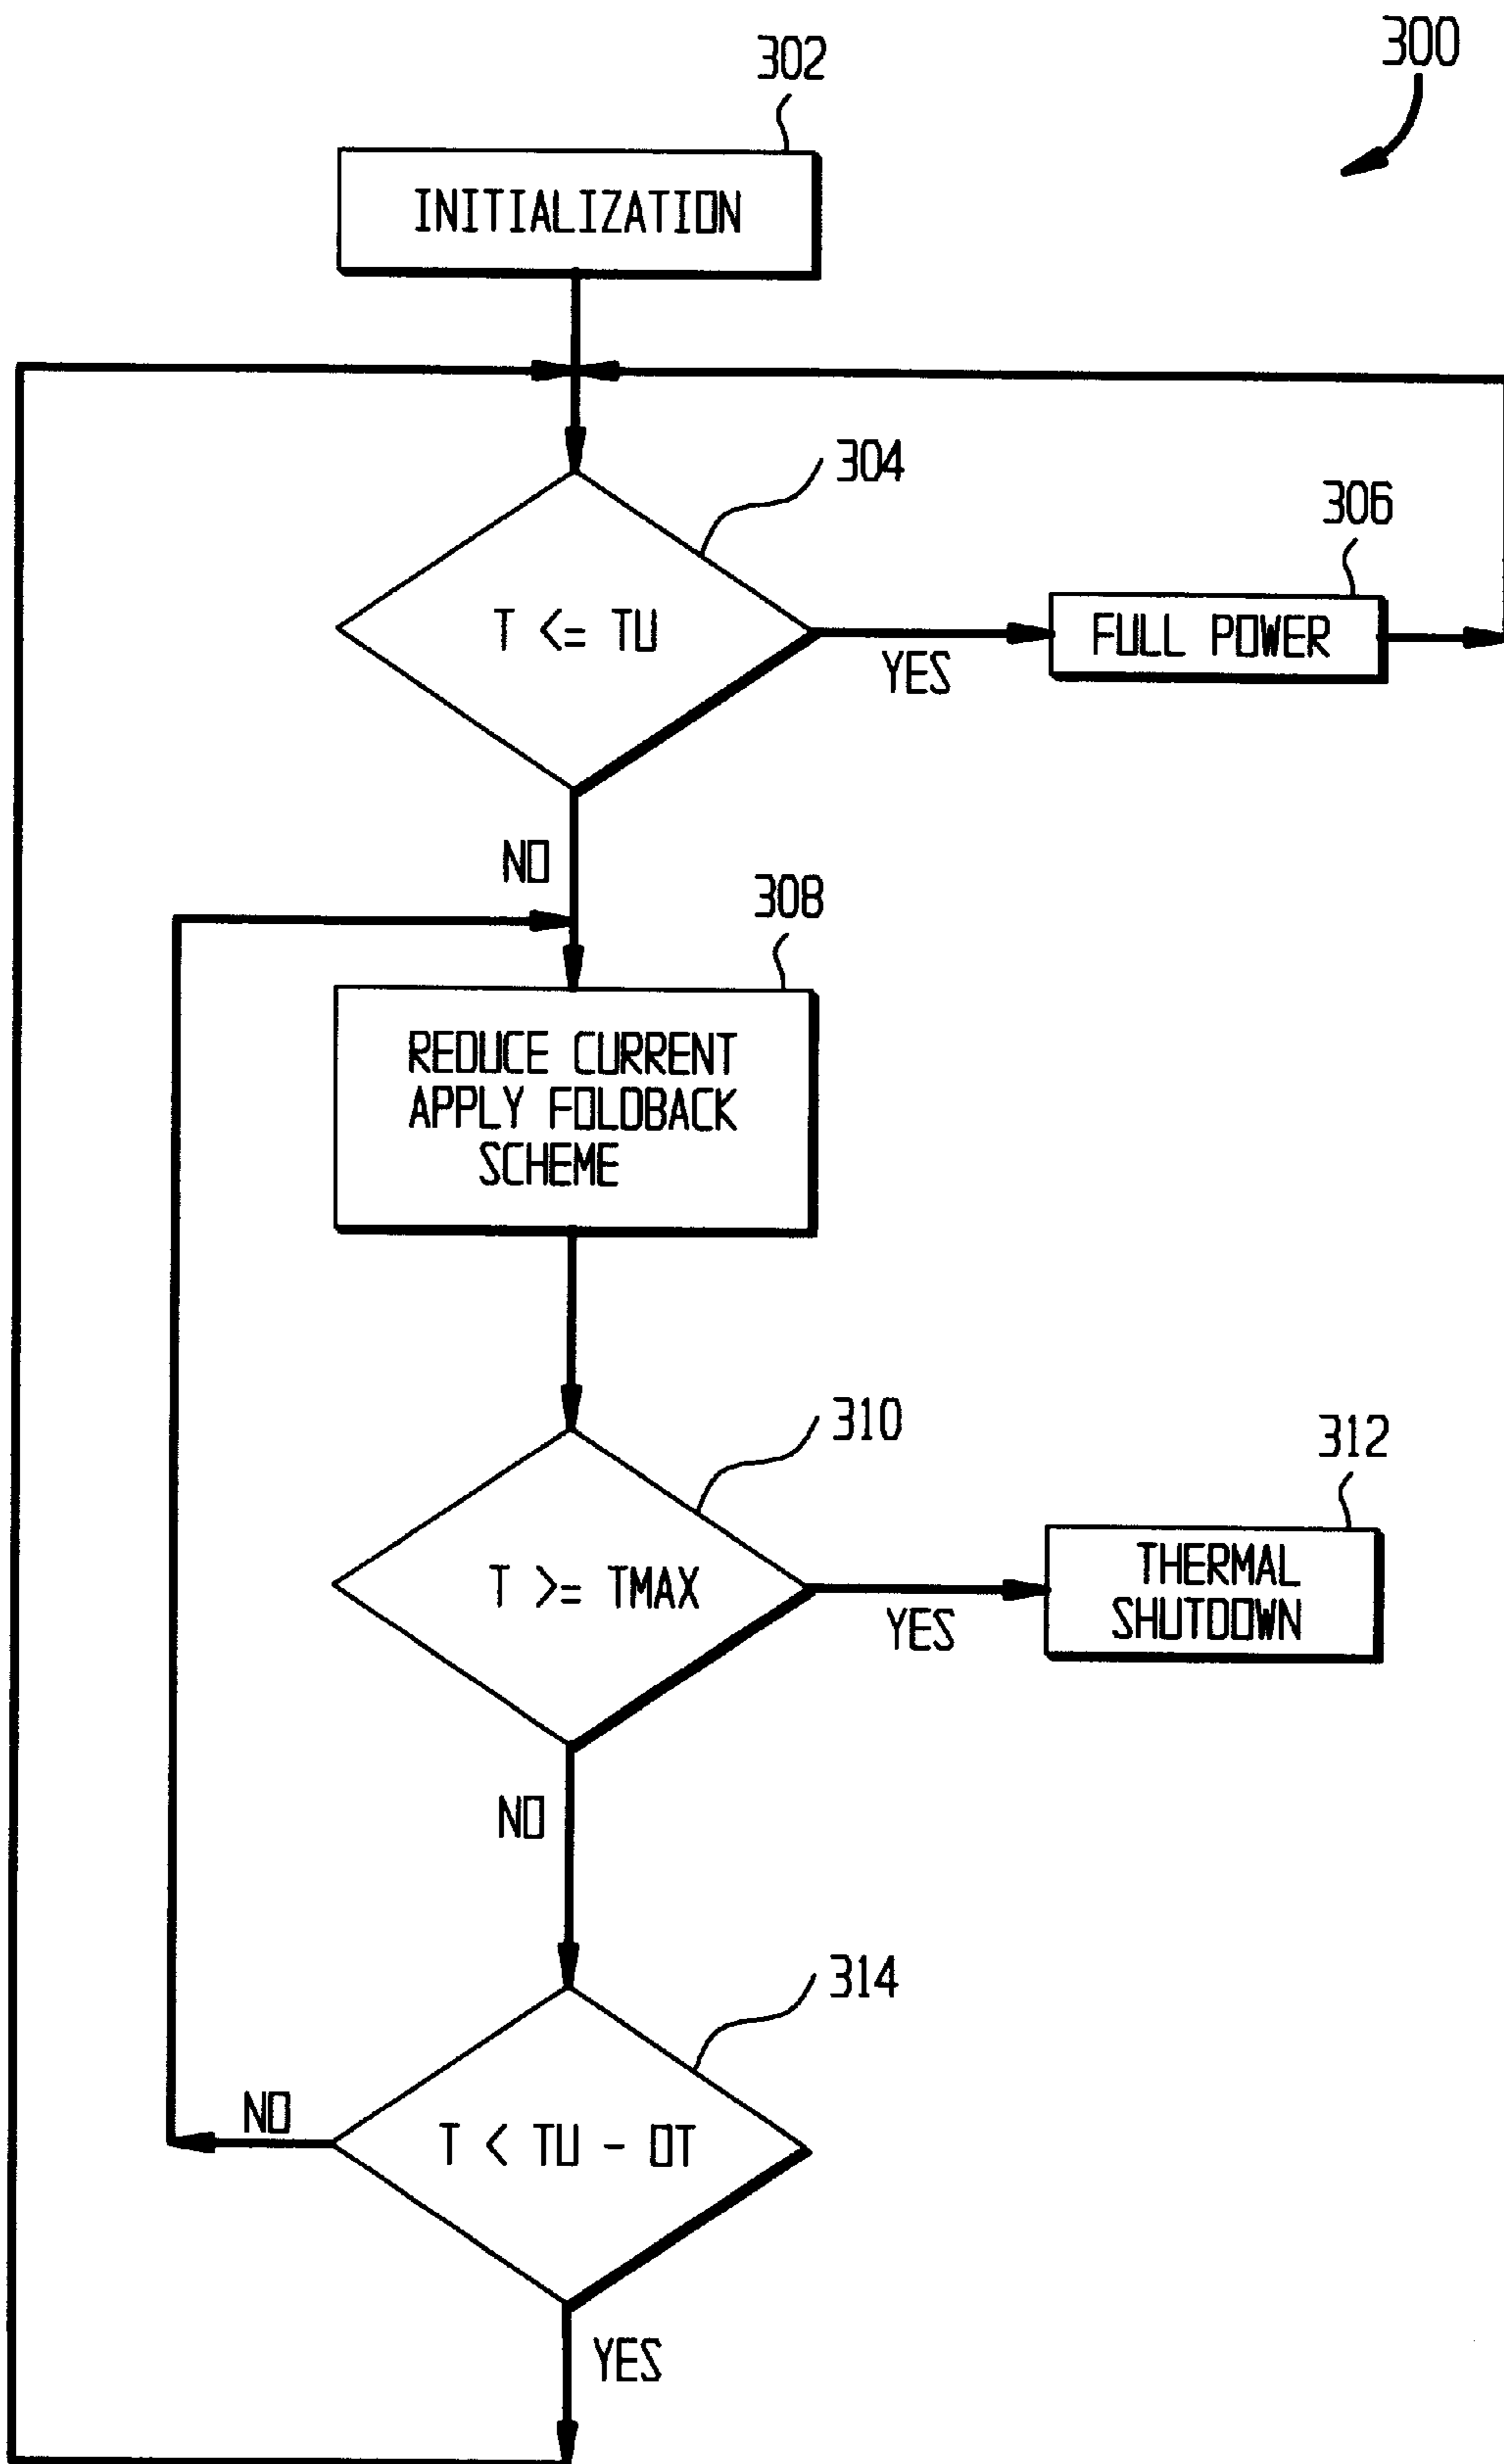 300
302
INITIALIZATION
304
T <= TU
YES
306
FULL POWER
NO
308
REDUCE CURRENT
APPLY FOLDBACK
SCHEME
310
T >= TMAX
YES
312
THERMAL
SHUTDOWN
NO
314
T < TU - DT
NO
YES